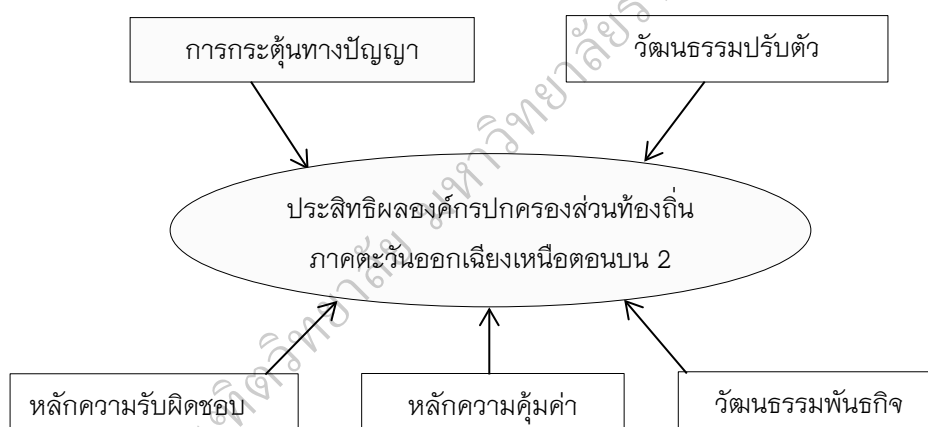 การกระตุ้นทางปัญญา
วัฒนธรรมปรับตัว
ประสิทธิผลองค์กรปกครองส่วนท้องถิ่น
ภาคตะวันออกเฉียงเหนือตอนบน 2
หลักความรับผิดชอบ
หลักความคุ้มค่า
วัฒนธรรมพันธกิจ